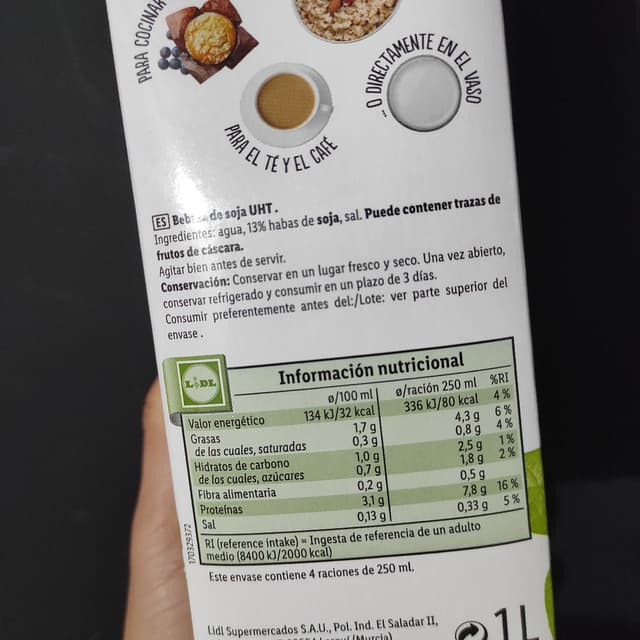 PARA COCINAR
PARA EL TÉ Y EL CAFÉ
... O DIRECTAMENTE EN EL VASO
ES de soja UHT.
Ingredientes: agua, 13% habas de soja, sal. Puede contener trazas de
frutos de cáscara.
Agitar bien antes de servir.
Conservación: Conservar en un lugar fresco y seco. Una vez abierto,
conservar refrigerado y consumir en un plazo de 3 días.
Consumir preferentemente antes del:/Lote: ver parte superior del
envase.
LIDL
Información nutricional
ø/100 ml ø/ración 250 ml %RI
Valor energético 134 kJ/32 kcal 336 kJ/80 kcal 4 %
Grasas 1,7 g 4,3 g 6 %
de las cuales, saturadas 0,3 g 0,8 g 4 %
Hidratos de carbono 1,0 g 2,5 g 1 %
de los cuales, azúcares 0,7 g 1,8 g 2 %
Fibra alimentaria 0,2 g 0,5 g
Proteínas 3,1 g 7,8 g 16 %
Sal 0,13 g 0,33 g 5 %
RI (reference intake) = Ingesta de referencia de un adulto
medio (8400 kJ/2000 kcal)
170329372
Este envase contiene 4 raciones de 250 ml.
Lidl Supermercados S.A.U., Pol. Ind. El Saladar II,
(Murcia)
1L